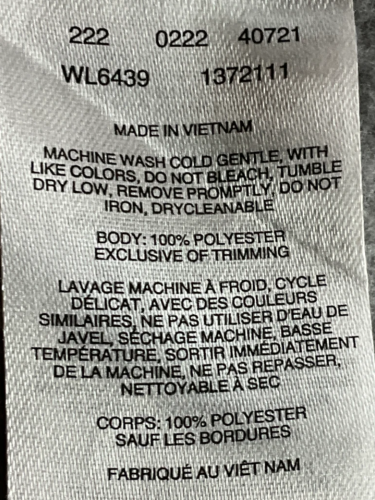 222 0222 40721
WL6439 1372111
MADE IN VIETNAM
MACHINE WASH COLD GENTLE, WITH
LIKE COLORS, DO NOT BLEACH, TUMBLE
DRY LOW, REMOVE PROMPTLY, DO NOT
IRON, DRYCLEANABLE
BODY: 100% POLYESTER
EXCLUSIVE OF TRIMMING
LAVAGE MACHINE À FROID, CYCLE
DÉLICAT, AVEC DES COULEURS
SIMILAIRES, NE PAS UTILISER D'EAU DE
JAVEL, SÉCHAGE MACHINE, BASSE
TEMPÉRATURE, SORTIR IMMÉDIATEMENT
DE LA MACHINE, NE PAS REPASSER,
NETTOYABLE À SEC
CORPS: 100% POLYESTER
SAUF LES BORDURES
FABRIQUÉ AU VIÊT NAM